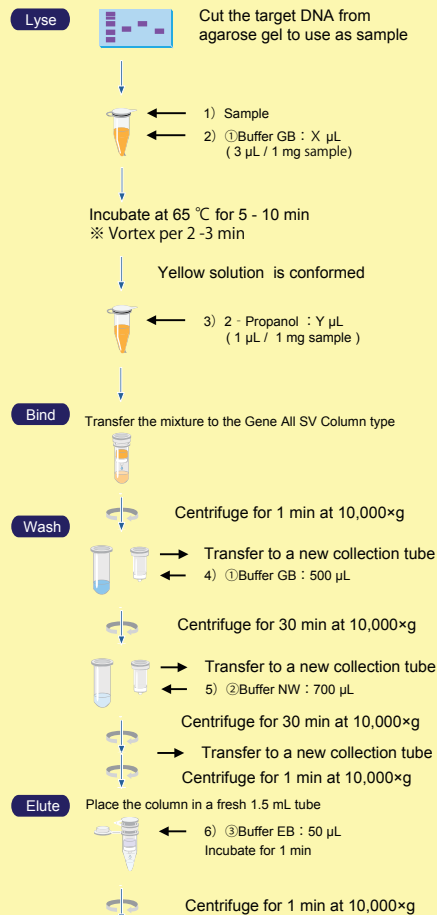 Lyse
Cut the target DNA from
agarose gel to use as sample
1) Sample
2) ①Buffer GB：X μL
( 3 μL / 1 mg sample)
Incubate at 65 ℃ for 5 - 10 min
※ Vortex per 2 -3 min
Yellow solution is conformed
3) 2‐Propanol ：Y μL
( 1 μL / 1 mg sample )
Bind
Transfer the mixture to the Gene All SV Column type
Centrifuge for 1 min at 10,000×g
Wash
Transfer to a new collection tube
4) ①Buffer GB：500 μL
Centrifuge for 30 min at 10,000×g
Transfer to a new collection tube
5) ②Buffer NW：700 μL
Centrifuge for 30 min at 10,000×g
Transfer to a new collection tube
Centrifuge for 1 min at 10,000×g
Elute
Place the column in a fresh 1.5 mL tube
6) ③Buffer EB：50 μL
Incubate for 1 min
Centrifuge for 1 min at 10,000×g